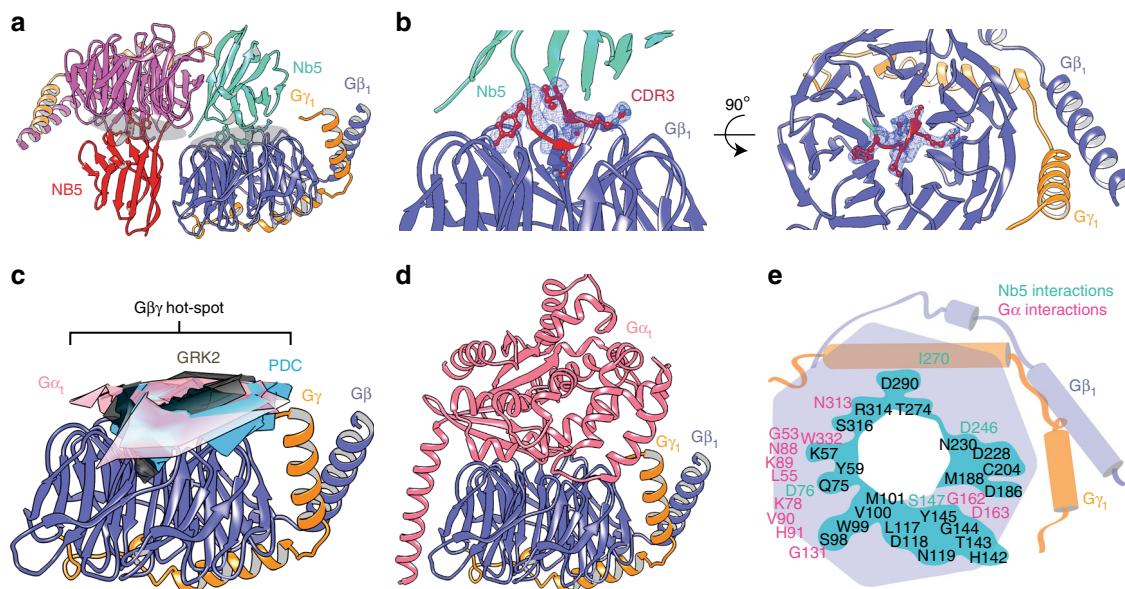 a
Nb5
Gγ1
Gβ1
NB5
b
Nb5
CDR3
Gβ1
90°
Gβ1
Gγ1
c
Gβγ hot-spot
GRK2
PDC
Gαt
Gγ
Gβ
d
Gαt
Gγ1
Gβ1
e
Nb5 interactions
Gα interactions
I270
D290
Gβ1
N313
R314 T274
S316
D246
G53
W332
N88
K57
N230
D228
K89
Y59
C204
L55
Q75
M188
D76
D186
K78
M101
S147
G162
V90
V100
Y145
D163
Gγ1
H91
W99
L117
G144
G131
S98
D118
T143
N119
H142